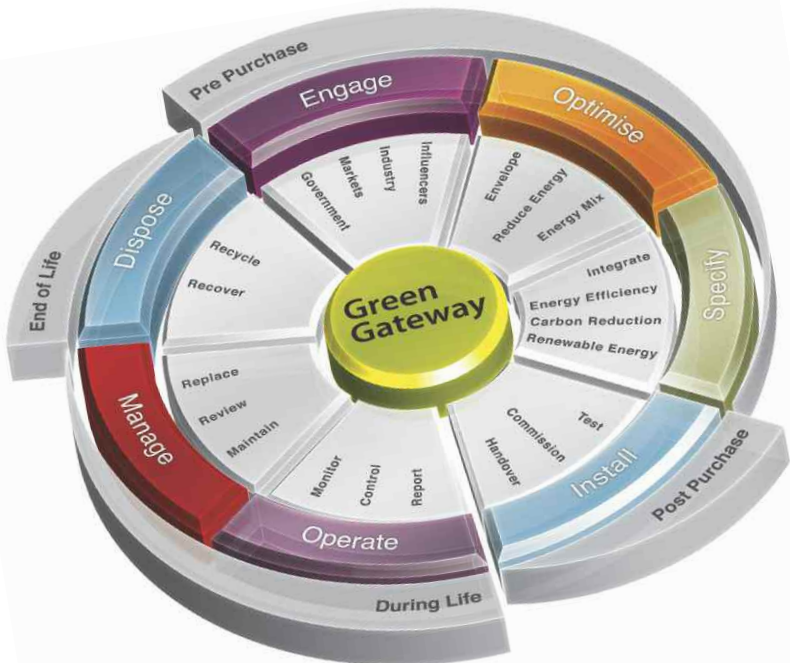 Pre Purchase
Engage
Government
Markets
Industry
Influencers
Optimise
Envelope
Reduce Energy
Energy Mix
Specify
Integrate
Energy Efficiency
Carbon Reduction
Renewable Energy
Post Purchase
Install
Test
Commission
Handover
During Life
Operate
Monitor
Control
Report
Manage
Replace
Review
Maintain
End of Life
Dispose
Recycle
Recover
Green
Gateway